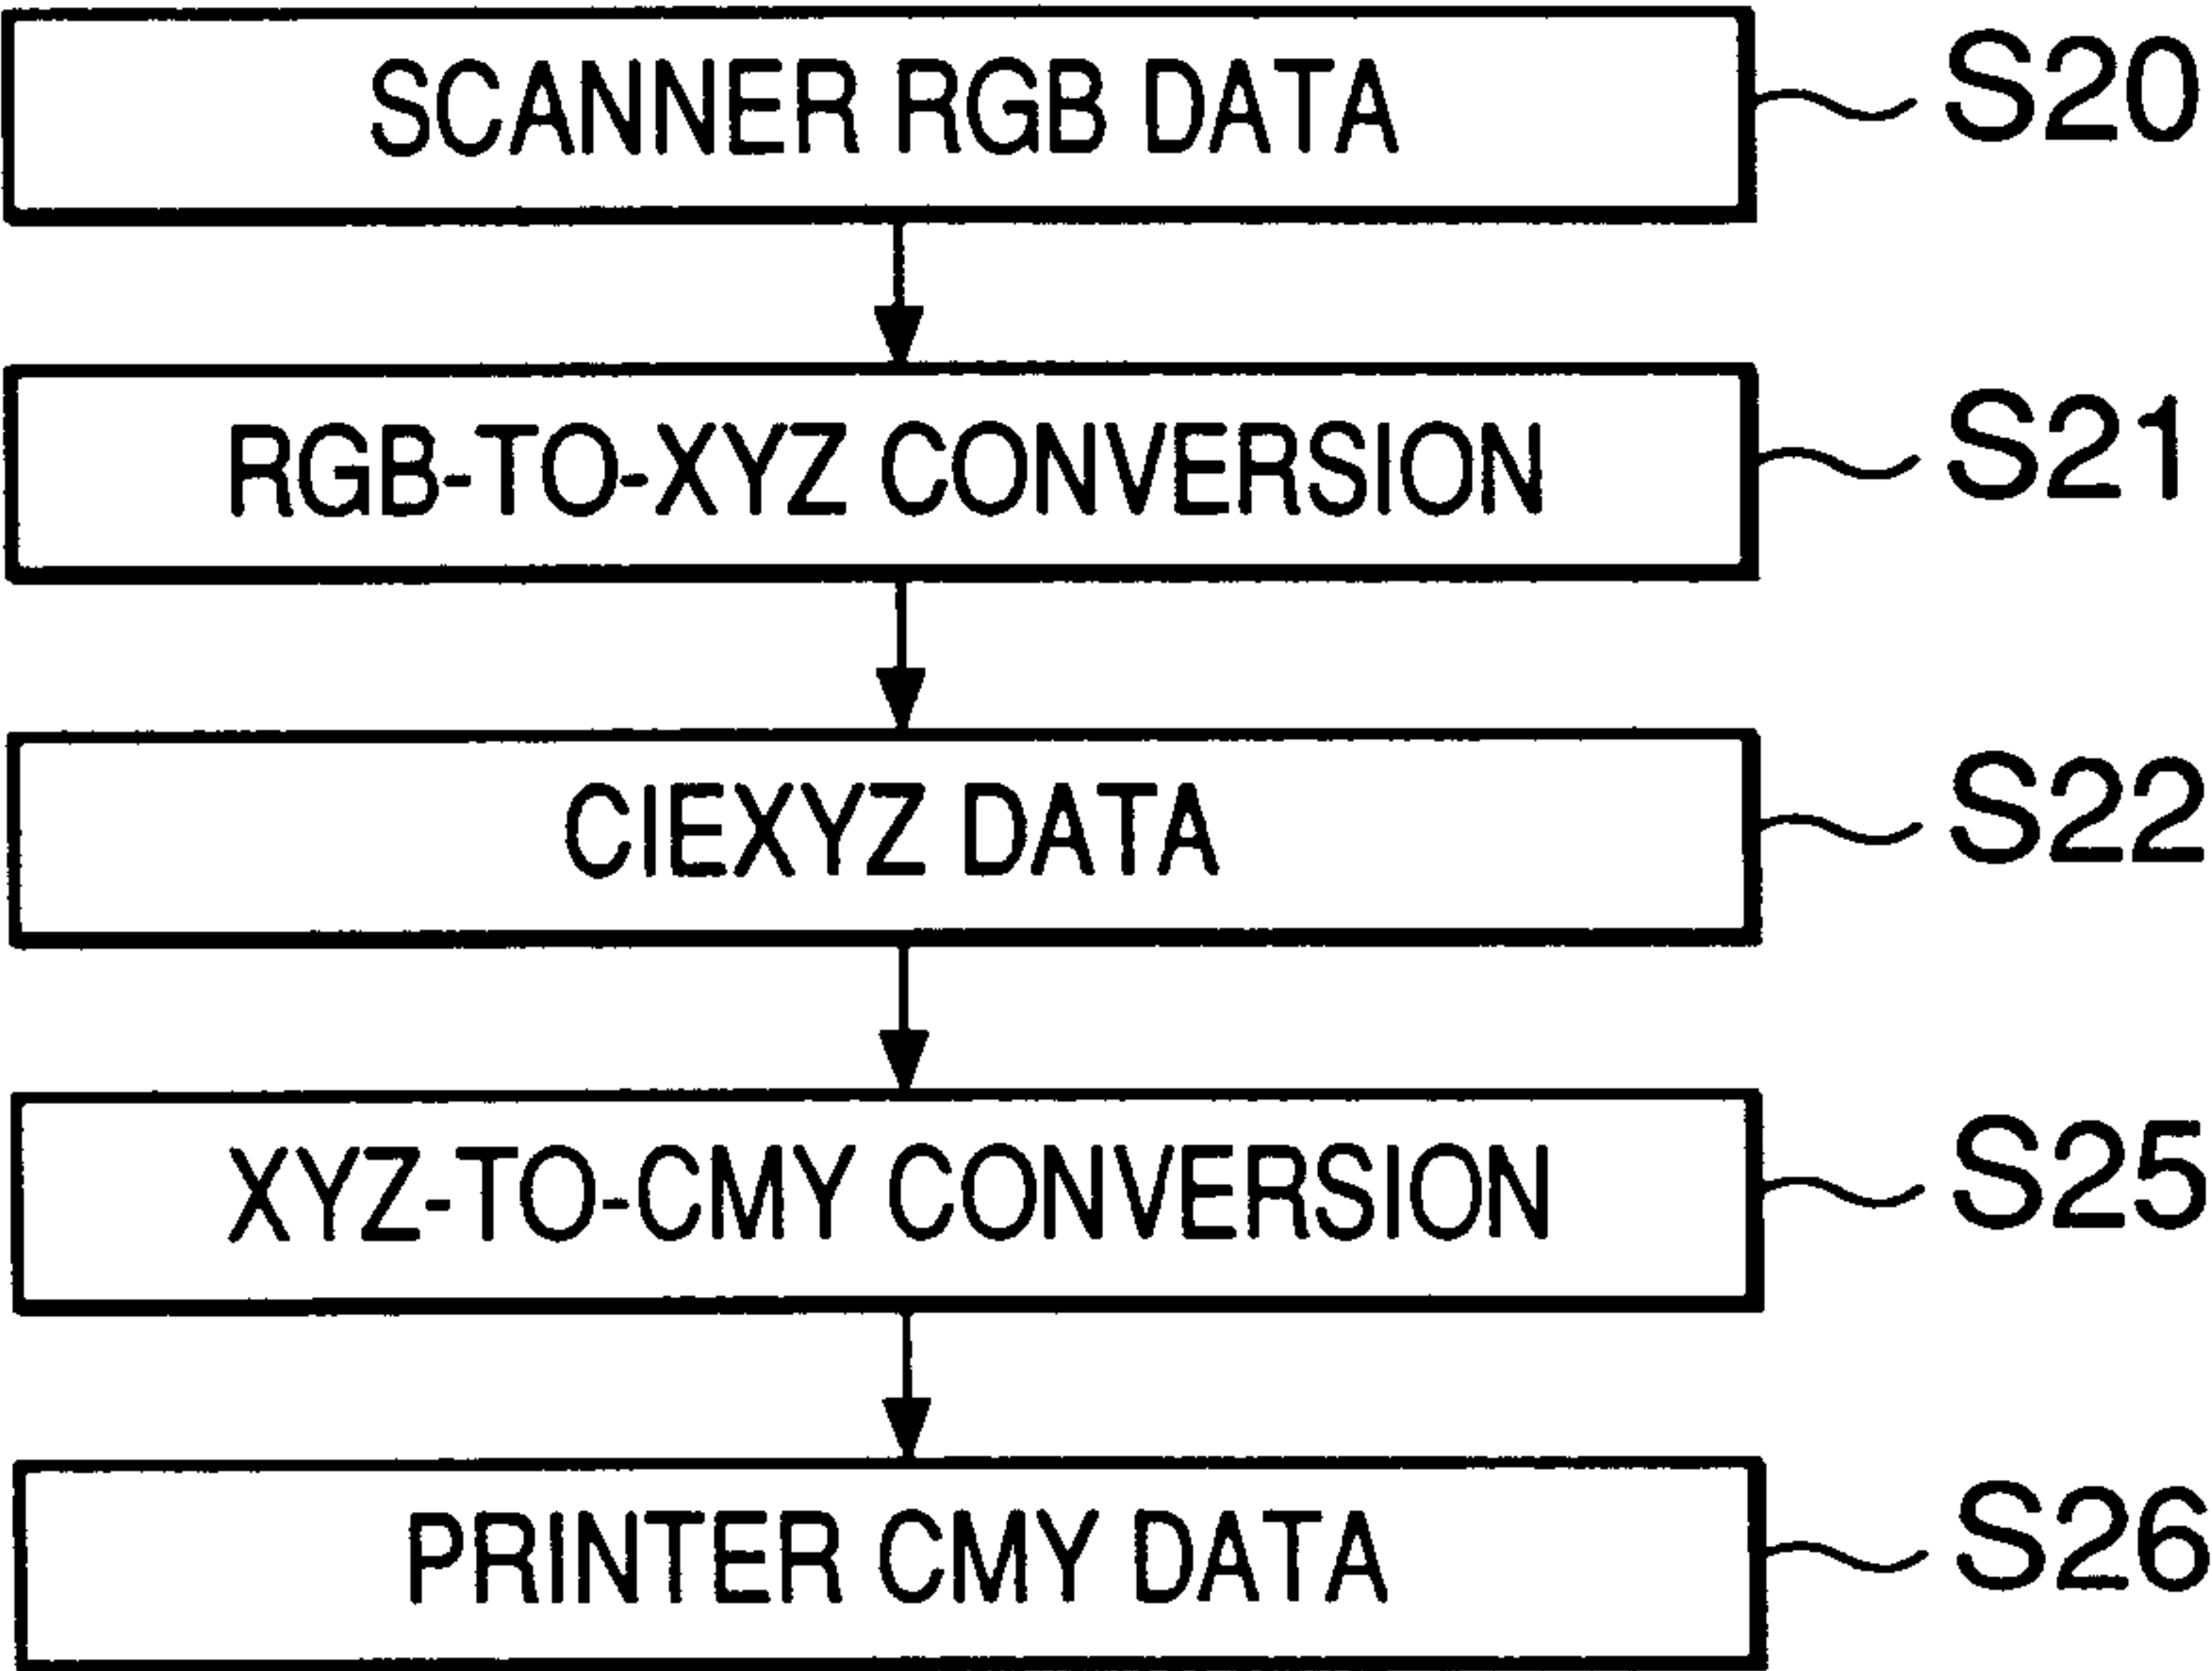 SCANNER RGB DATA S20
RGB-TO-XYZ CONVERSION S21
CIEXYZ DATA S22
XYZ-TO-CMY CONVERSION S25
PRINTER CMY DATA S26